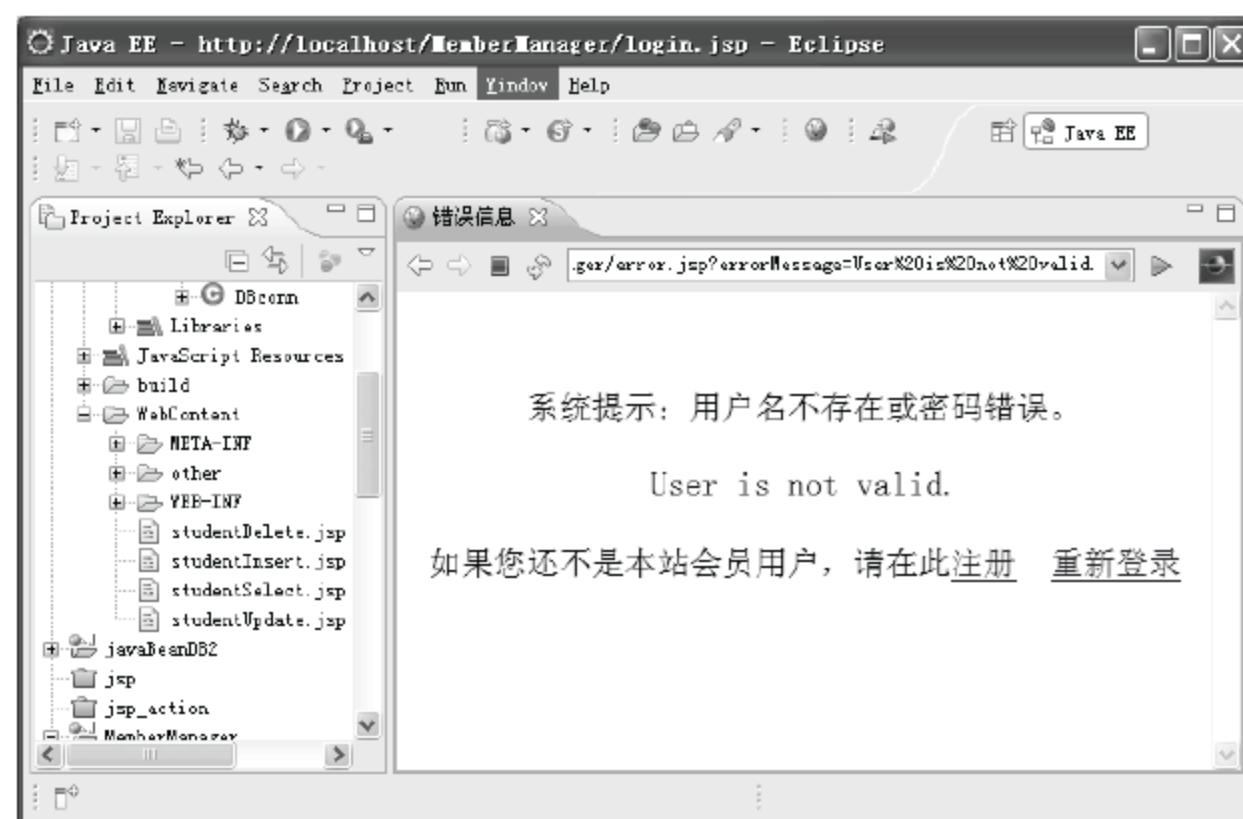 Java EE - http://localhost/MemberManager/login.jsp - Eclipse
File Edit Navigate Search Project Run Window Help
Java EE
Project Explorer
错误信息
.ger/error.jsp?errorMessage=User%20is%20not%20valid.
DBconn
Libraries
JavaScript Resources
build
WebContent
META-INF
other
WEB-INF
studentDelete.jsp
studentInsert.jsp
studentSelect.jsp
studentUpdate.jsp
javaBeanDB2
jsp
jsp_action
MemberManager
系统提示：用户名不存在或密码错误。
User is not valid.
如果您还不是本站会员用户，请在此注册 重新登录